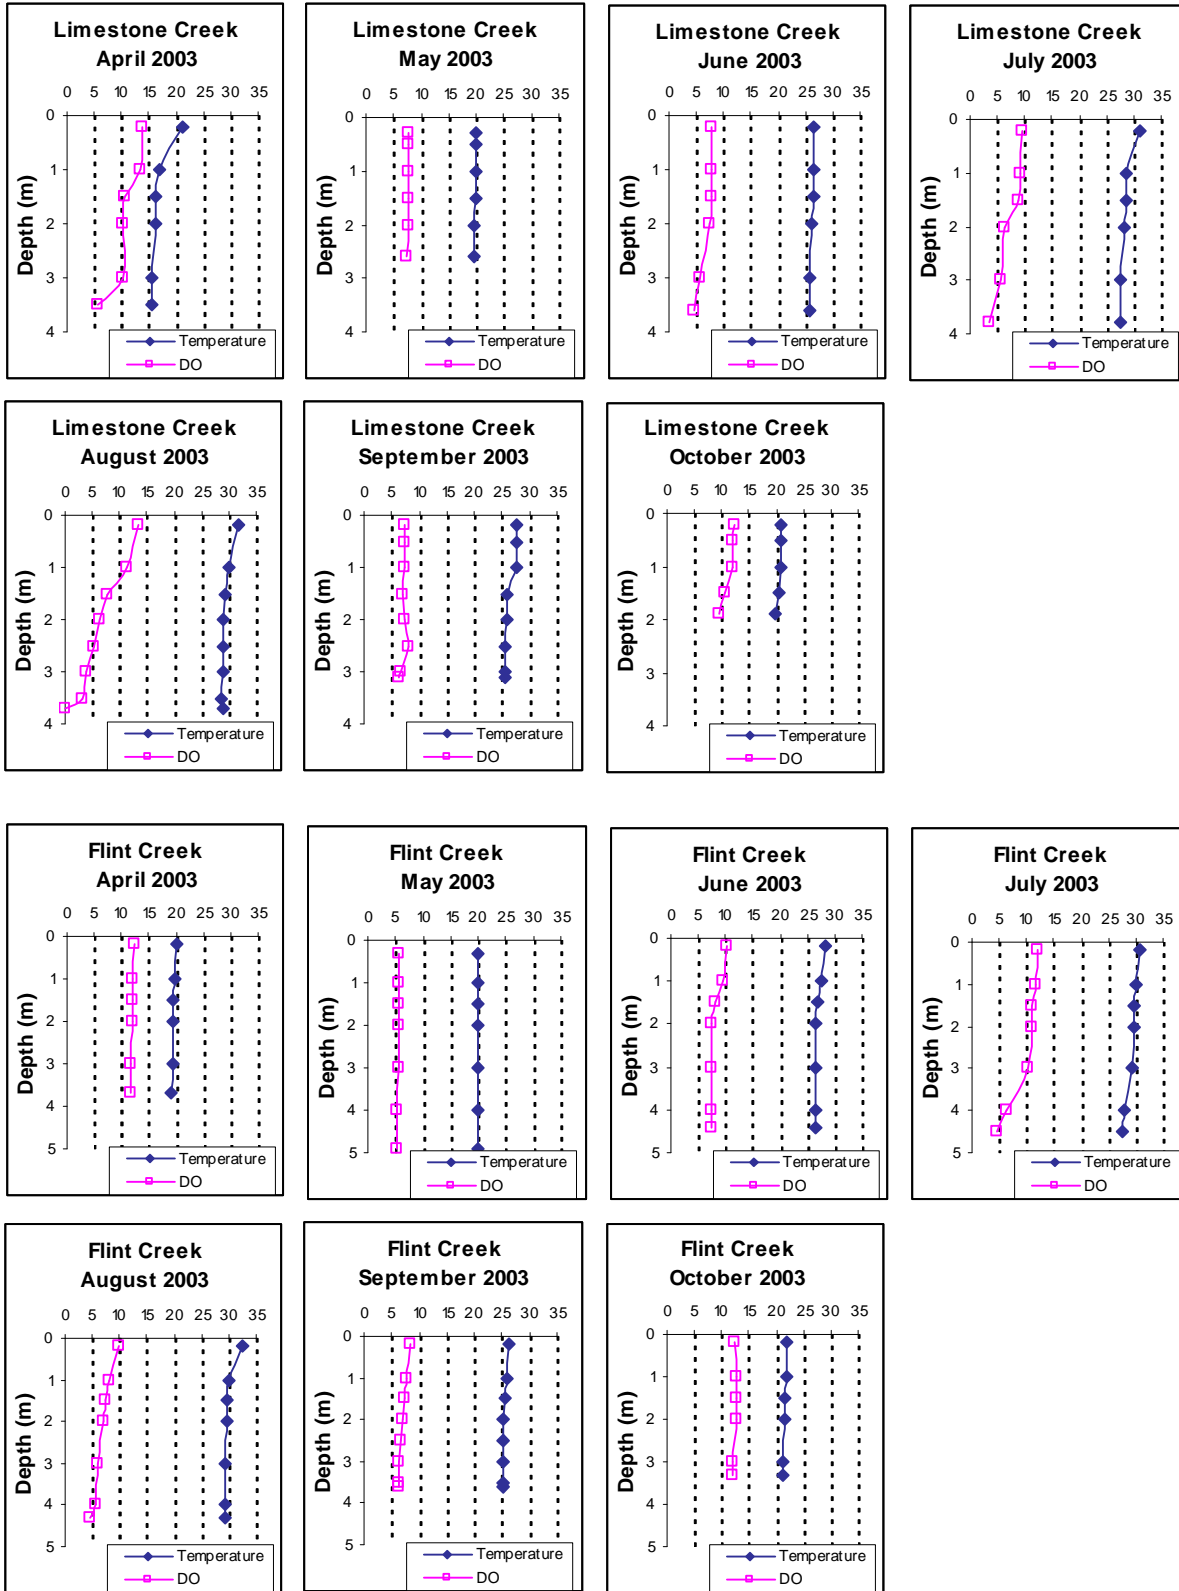 Limestone Creek
April 2003
0 5 10 15 20 25 30 35
0
1
2
3
4
Depth (m)
Temperature
DO
Limestone Creek
May 2003
0 5 10 15 20 25 30 35
0
1
2
3
4
Depth (m)
Temperature
DO
Limestone Creek
June 2003
0 5 10 15 20 25 30 35
0
1
2
3
4
Depth (m)
Temperature
DO
Limestone Creek
July 2003
0 5 10 15 20 25 30 35
0
1
2
3
4
Depth (m)
Temperature
DO
Limestone Creek
August 2003
0 5 10 15 20 25 30 35
0
1
2
3
4
Depth (m)
Temperature
DO
Limestone Creek
September 2003
0 5 10 15 20 25 30 35
0
1
2
3
4
Depth (m)
Temperature
DO
Limestone Creek
October 2003
0 5 10 15 20 25 30 35
0
1
2
3
4
Depth (m)
Temperature
DO
Flint Creek
April 2003
0 5 10 15 20 25 30 35
0
1
2
3
4
5
Depth (m)
Temperature
DO
Flint Creek
May 2003
0 5 10 15 20 25 30 35
0
1
2
3
4
5
Depth (m)
Temperature
DO
Flint Creek
June 2003
0 5 10 15 20 25 30 35
0
1
2
3
4
5
Depth (m)
Temperature
DO
Flint Creek
July 2003
0 5 10 15 20 25 30 35
0
1
2
3
4
5
Depth (m)
Temperature
DO
Flint Creek
August 2003
0 5 10 15 20 25 30 35
0
1
2
3
4
5
Depth (m)
Temperature
DO
Flint Creek
September 2003
0 5 10 15 20 25 30 35
0
1
2
3
4
5
Depth (m)
Temperature
DO
Flint Creek
October 2003
0 5 10 15 20 25 30 35
0
1
2
3
4
5
Depth (m)
Temperature
DO